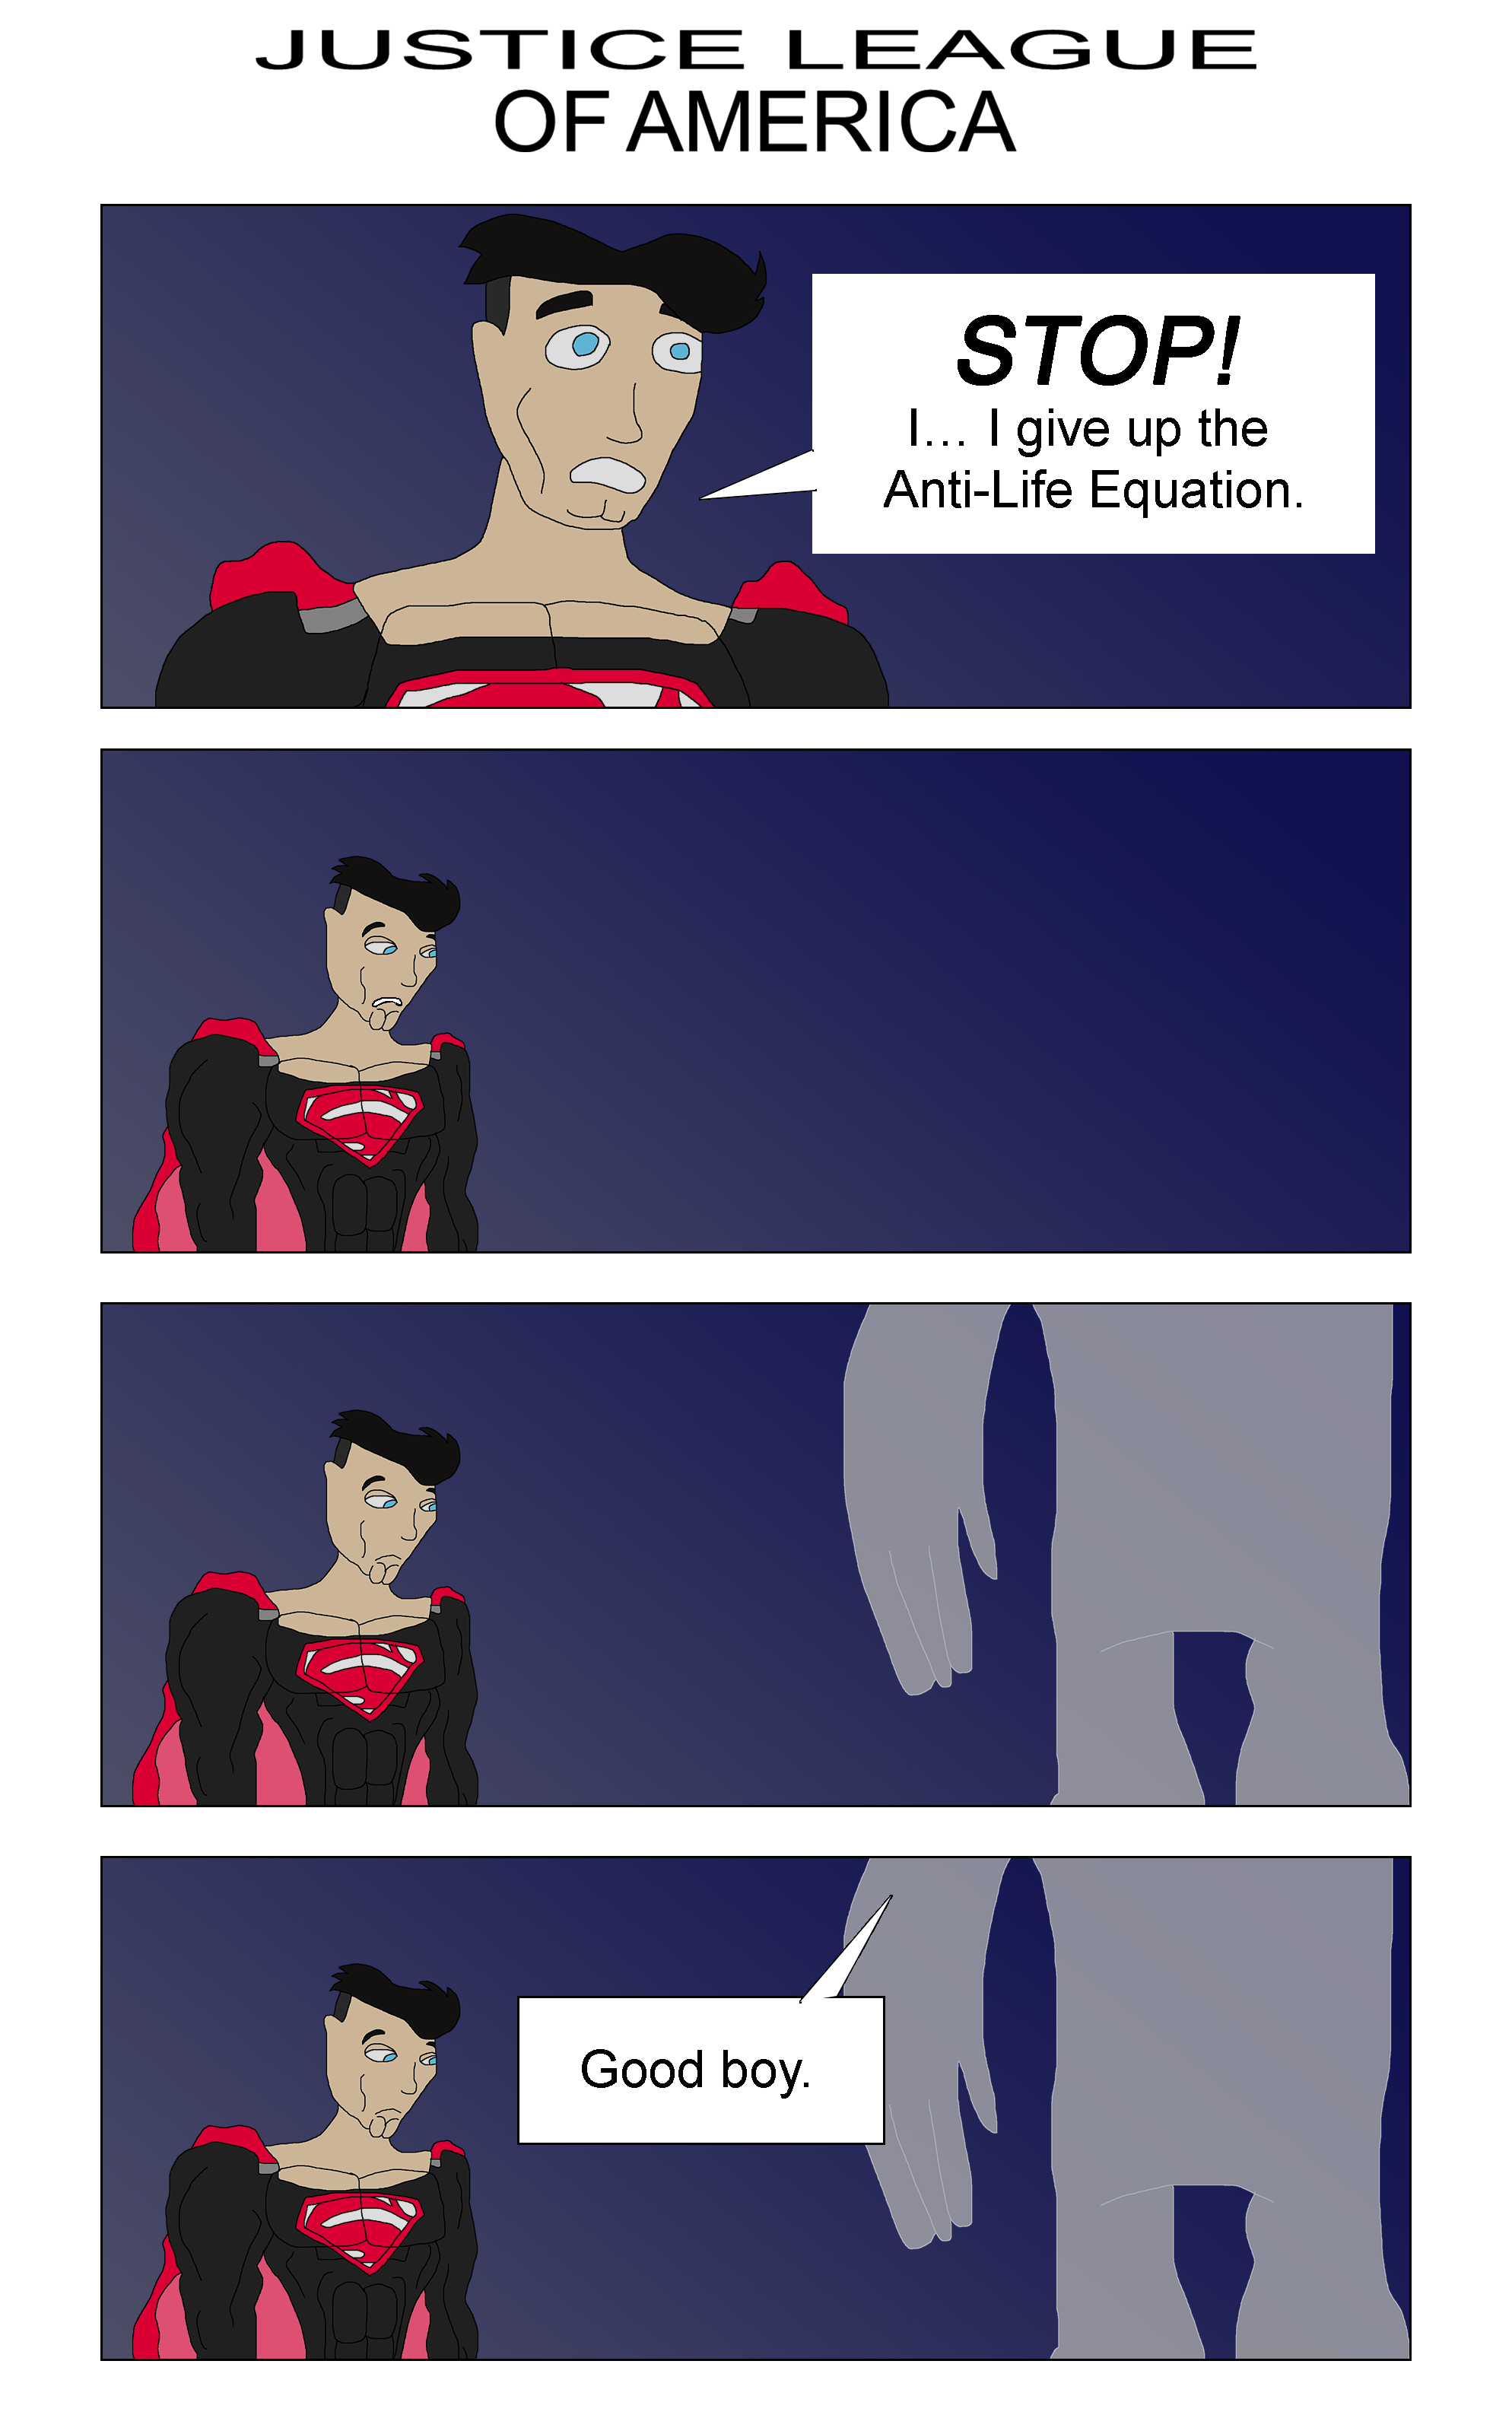 JUSTICE LEAGUE
OF AMERICA
STOP!
I... I give up the
Anti-Life Equation.
Good boy.